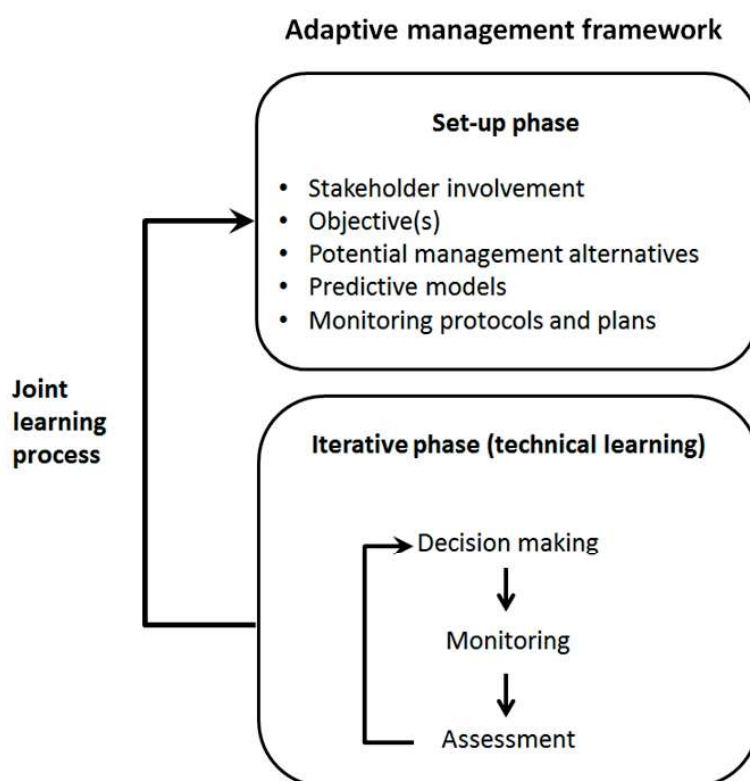 Adaptive management framework
Set-up phase
• Stakeholder involvement
• Objective(s)
• Potential management alternatives
• Predictive models
• Monitoring protocols and plans
Joint
learning
process
Iterative phase (technical learning)
Decision making
Monitoring
Assessment